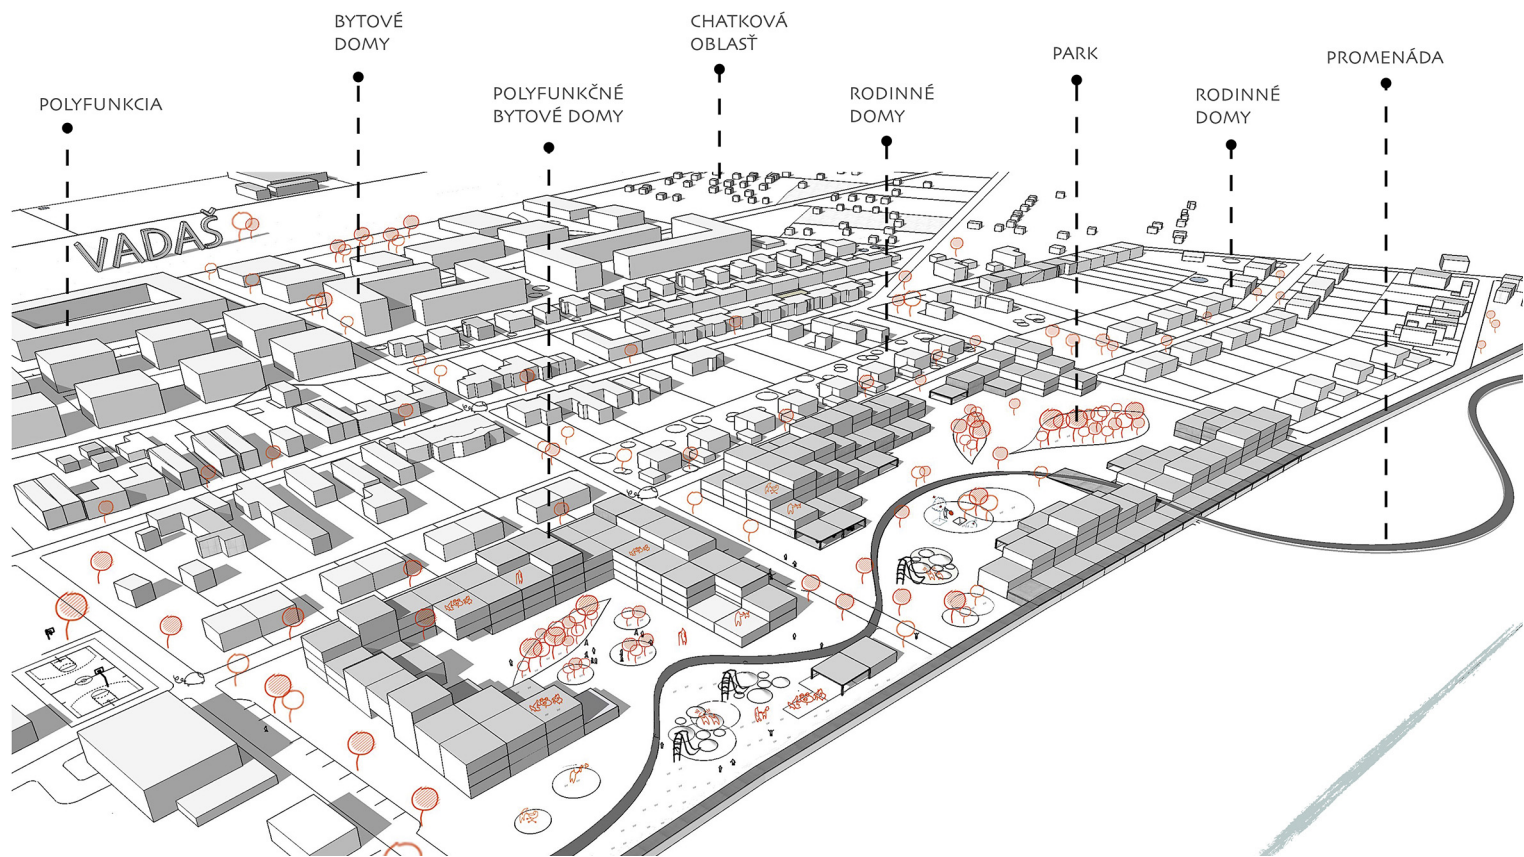 POLYFUNKCIA
BYTOVÉ
DOMY
POLYFUNKČNÉ
BYTOVÉ DOMY
CHATKOVÁ
OBLASŤ
RODINNÉ
DOMY
PARK
RODINNÉ
DOMY
PROMENÁDA
VADAŠ